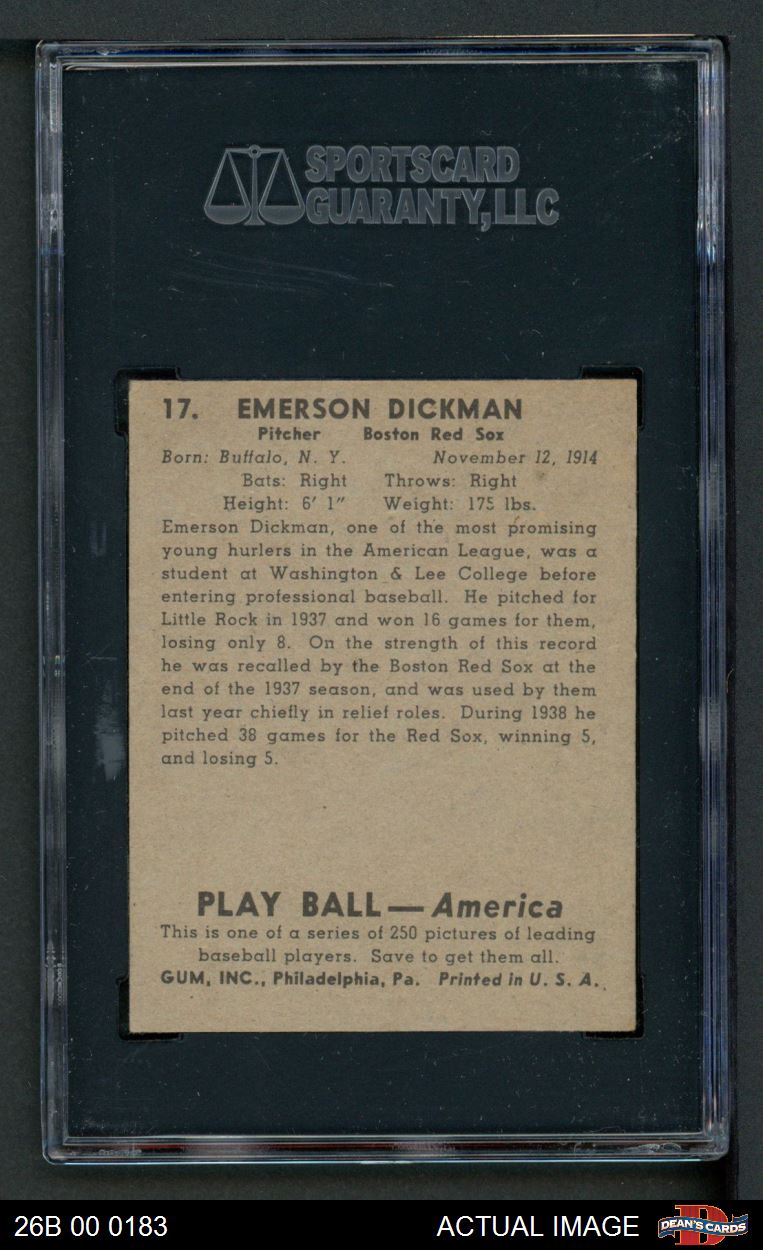 SPORTSCARD
GUARANTY, LLC
17. EMERSON DICKMAN
Pitcher Boston Red Sox
Born: Buffalo, N. Y. November 12, 1914
Bats: Right Throws: Right
Height: 6' 1" Weight: 175 lbs.
Emerson Dickman, one of the most promising
young hurlers in the American League, was a
student at Washington & Lee College before
entering professional baseball. He pitched for
Little Rock in 1937 and won 16 games for them,
losing only 8. On the strength of this record
he was recalled by the Boston Red Sox at the
end of the 1937 season, and was used by them
last year chiefly in relief roles. During 1938 he
pitched 38 games for the Red Sox, winning 5,
and losing 5.
PLAY BALL — America
This is one of a series of 250 pictures of leading
baseball players. Save to get them all.
GUM, INC., Philadelphia, Pa. Printed in U. S. A.
26B 00 0183 ACTUAL IMAGE DEAN'S CARDS